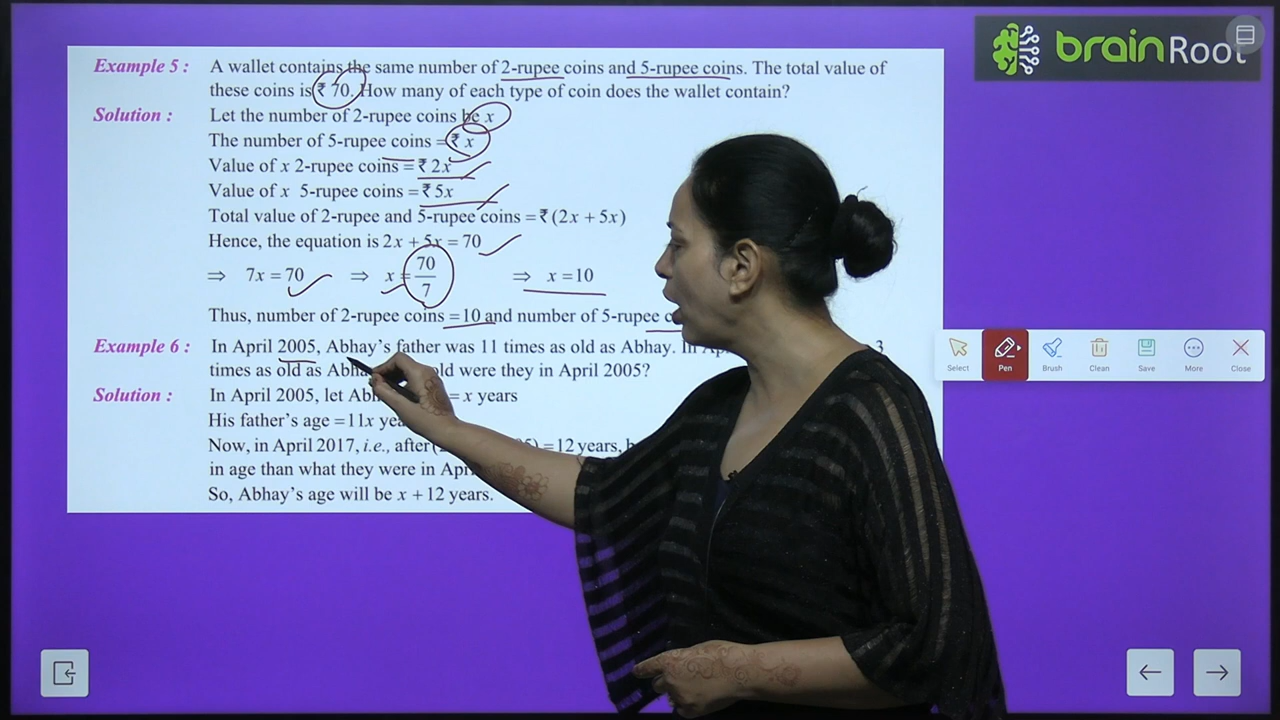 brainRoot
Example 5 : A wallet contains the same number of 2-rupee coins and 5-rupee coins. The total value of
these coins is ₹ 70. How many of each type of coin does the wallet contain?
Solution : Let the number of 2-rupee coins be x
The number of 5-rupee coins = ₹ x
Value of x 2-rupee coins = ₹ 2x
Value of x 5-rupee coins = ₹ 5x
Total value of 2-rupee and 5-rupee coins = ₹ (2x + 5x)
Hence, the equation is 2x + 5x = 70
⇒ 7x = 70 ⇒ x = 70/7 ⇒ x = 10
Thus, number of 2-rupee coins = 10 and number of 5-rupee
Example 6 : In April 2005, Abhay's father was 11 times as old as Abhay. In 3
times as old as old were they in April 2005?
Solution : In April 2005, let = x years
His father's age = 11x
Now, in April 2017, i.e., after = 12 years,
in age than what they were in
So, Abhay's age will be x + 12 years.
Select Pen Brush Clean Save More Close